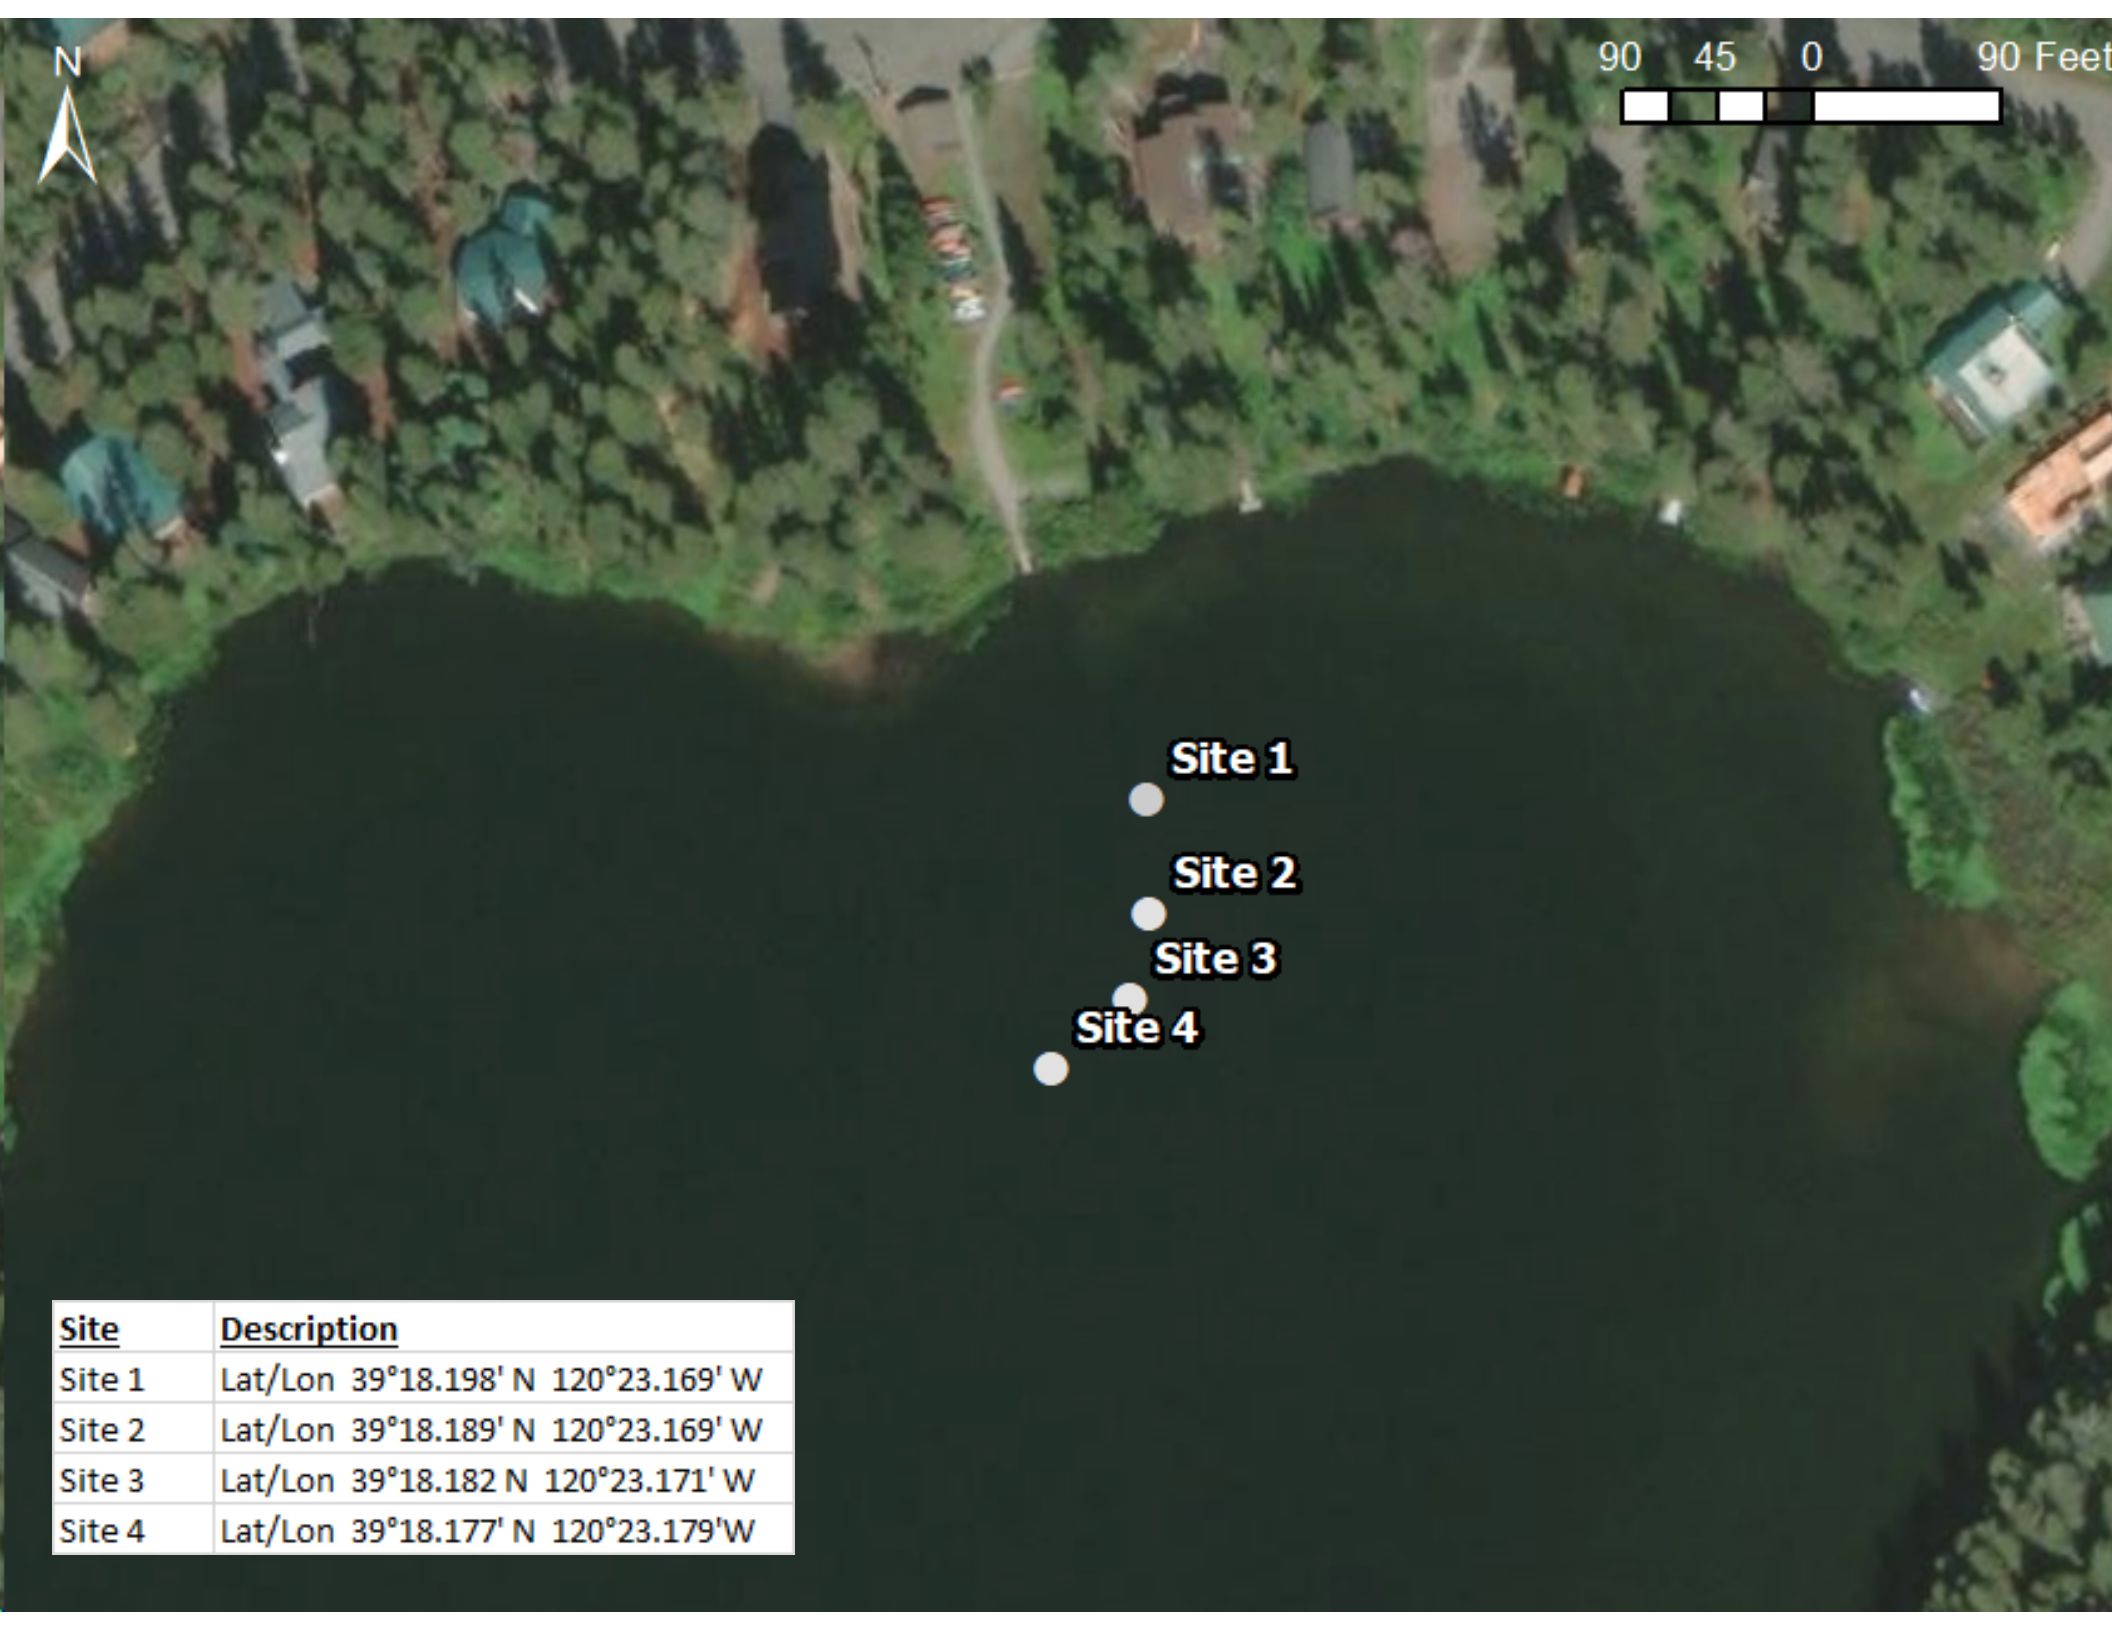 N
90 45 0 90 Feet
Site 1
Site 2
Site 3
Site 4
Site Description
Site 1 Lat/Lon 39°18.198' N 120°23.169' W
Site 2 Lat/Lon 39°18.189' N 120°23.169' W
Site 3 Lat/Lon 39°18.182 N 120°23.171' W
Site 4 Lat/Lon 39°18.177' N 120°23.179'W